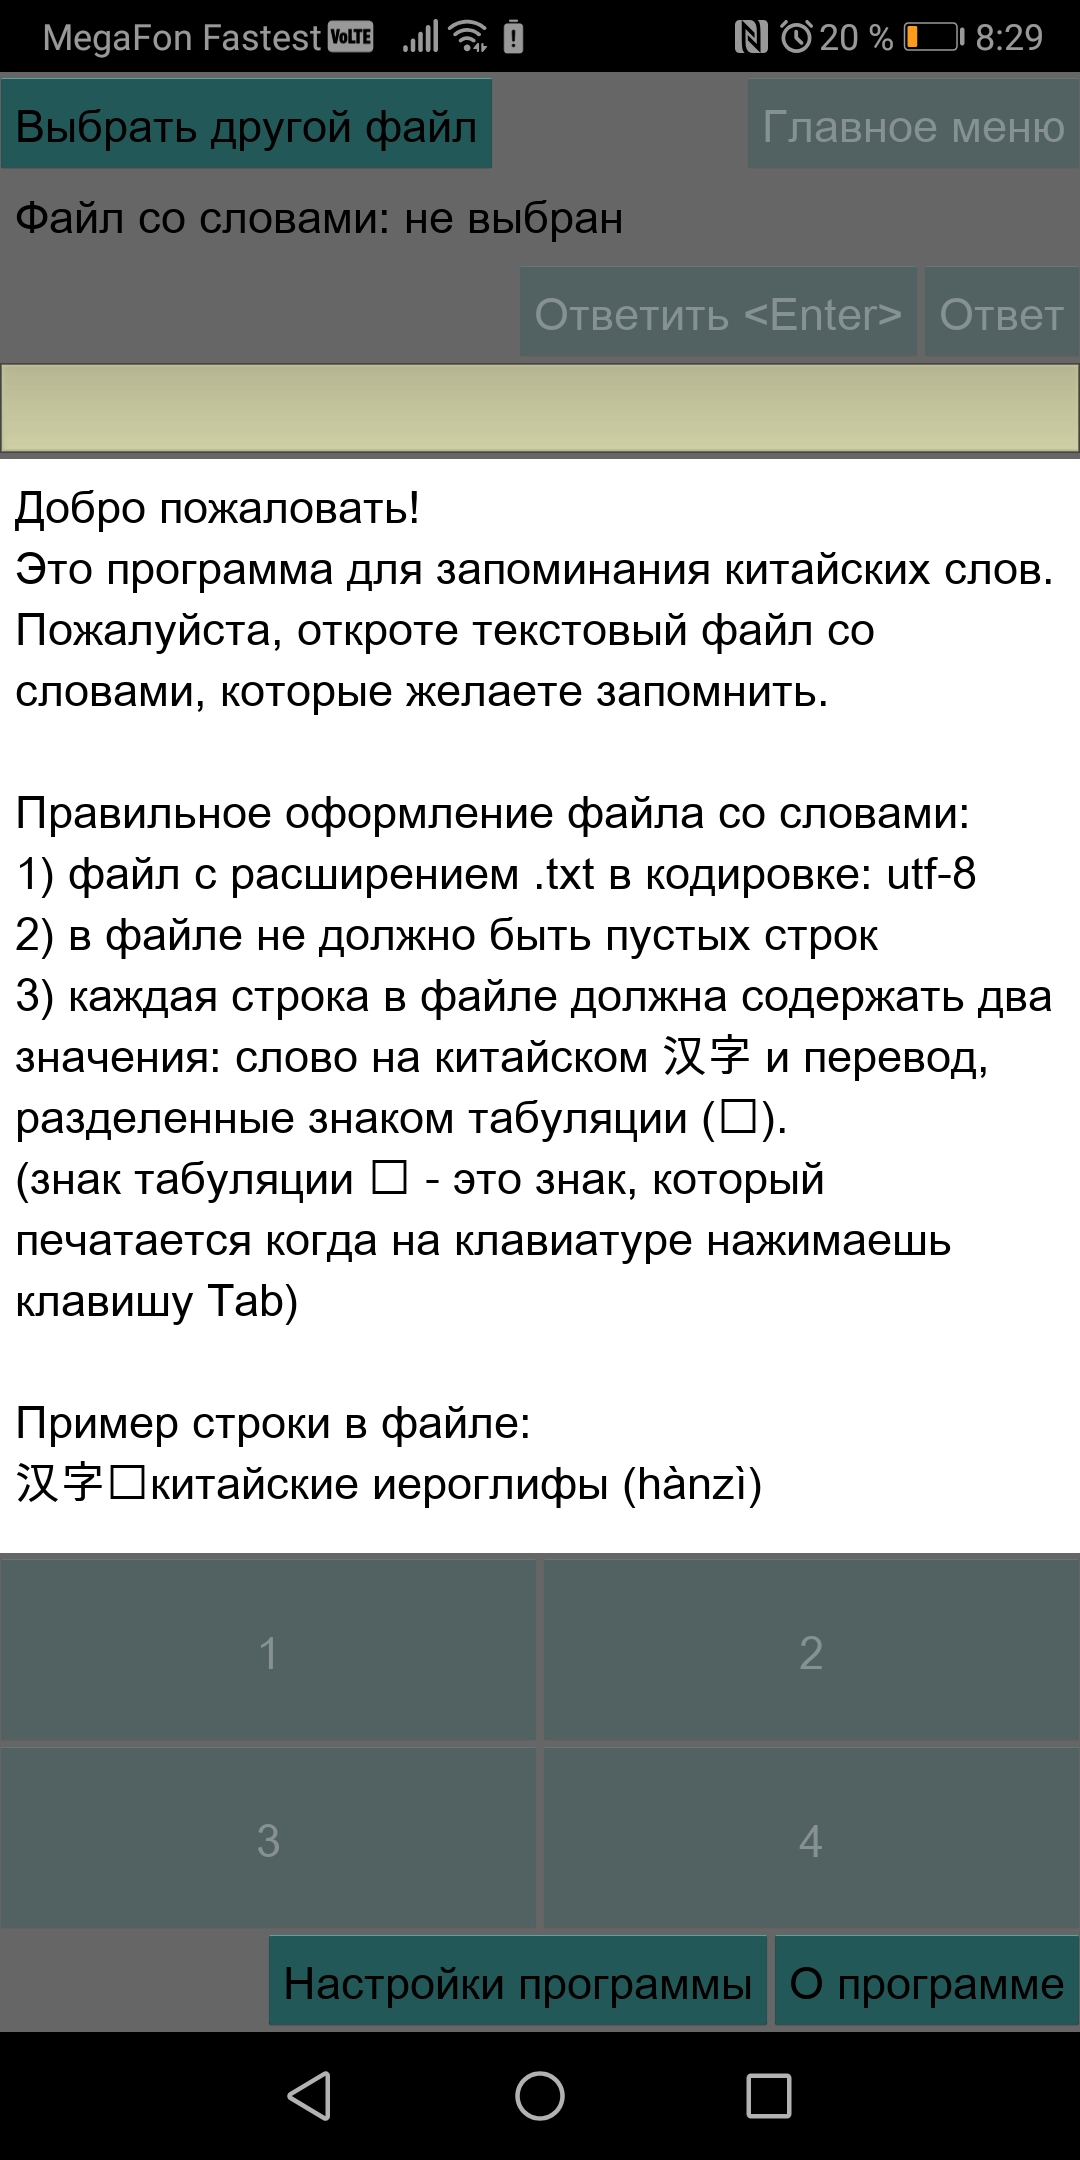 MegaFon Fastest VoLTE 20 % 8:29
Выбрать другой файл Главное меню
Файл со словами: не выбран
Ответить <Enter> Ответ
Добро пожаловать!
Это программа для запоминания китайских слов.
Пожалуйста, откроте текстовый файл со
словами, которые желаете запомнить.
Правильное оформление файла со словами:
1) файл с расширением .txt в кодировке: utf-8
2) в файле не должно быть пустых строк
3) каждая строка в файле должна содержать два
значения: слово на китайском 汉字 и перевод,
разделенные знаком табуляции (□).
(знак табуляции □ - это знак, который
печатается когда на клавиатуре нажимаешь
клавишу Tab)
Пример строки в файле:
汉字□китайские иероглифы (hànzì)
1 2
3 4
Настройки программы О программе